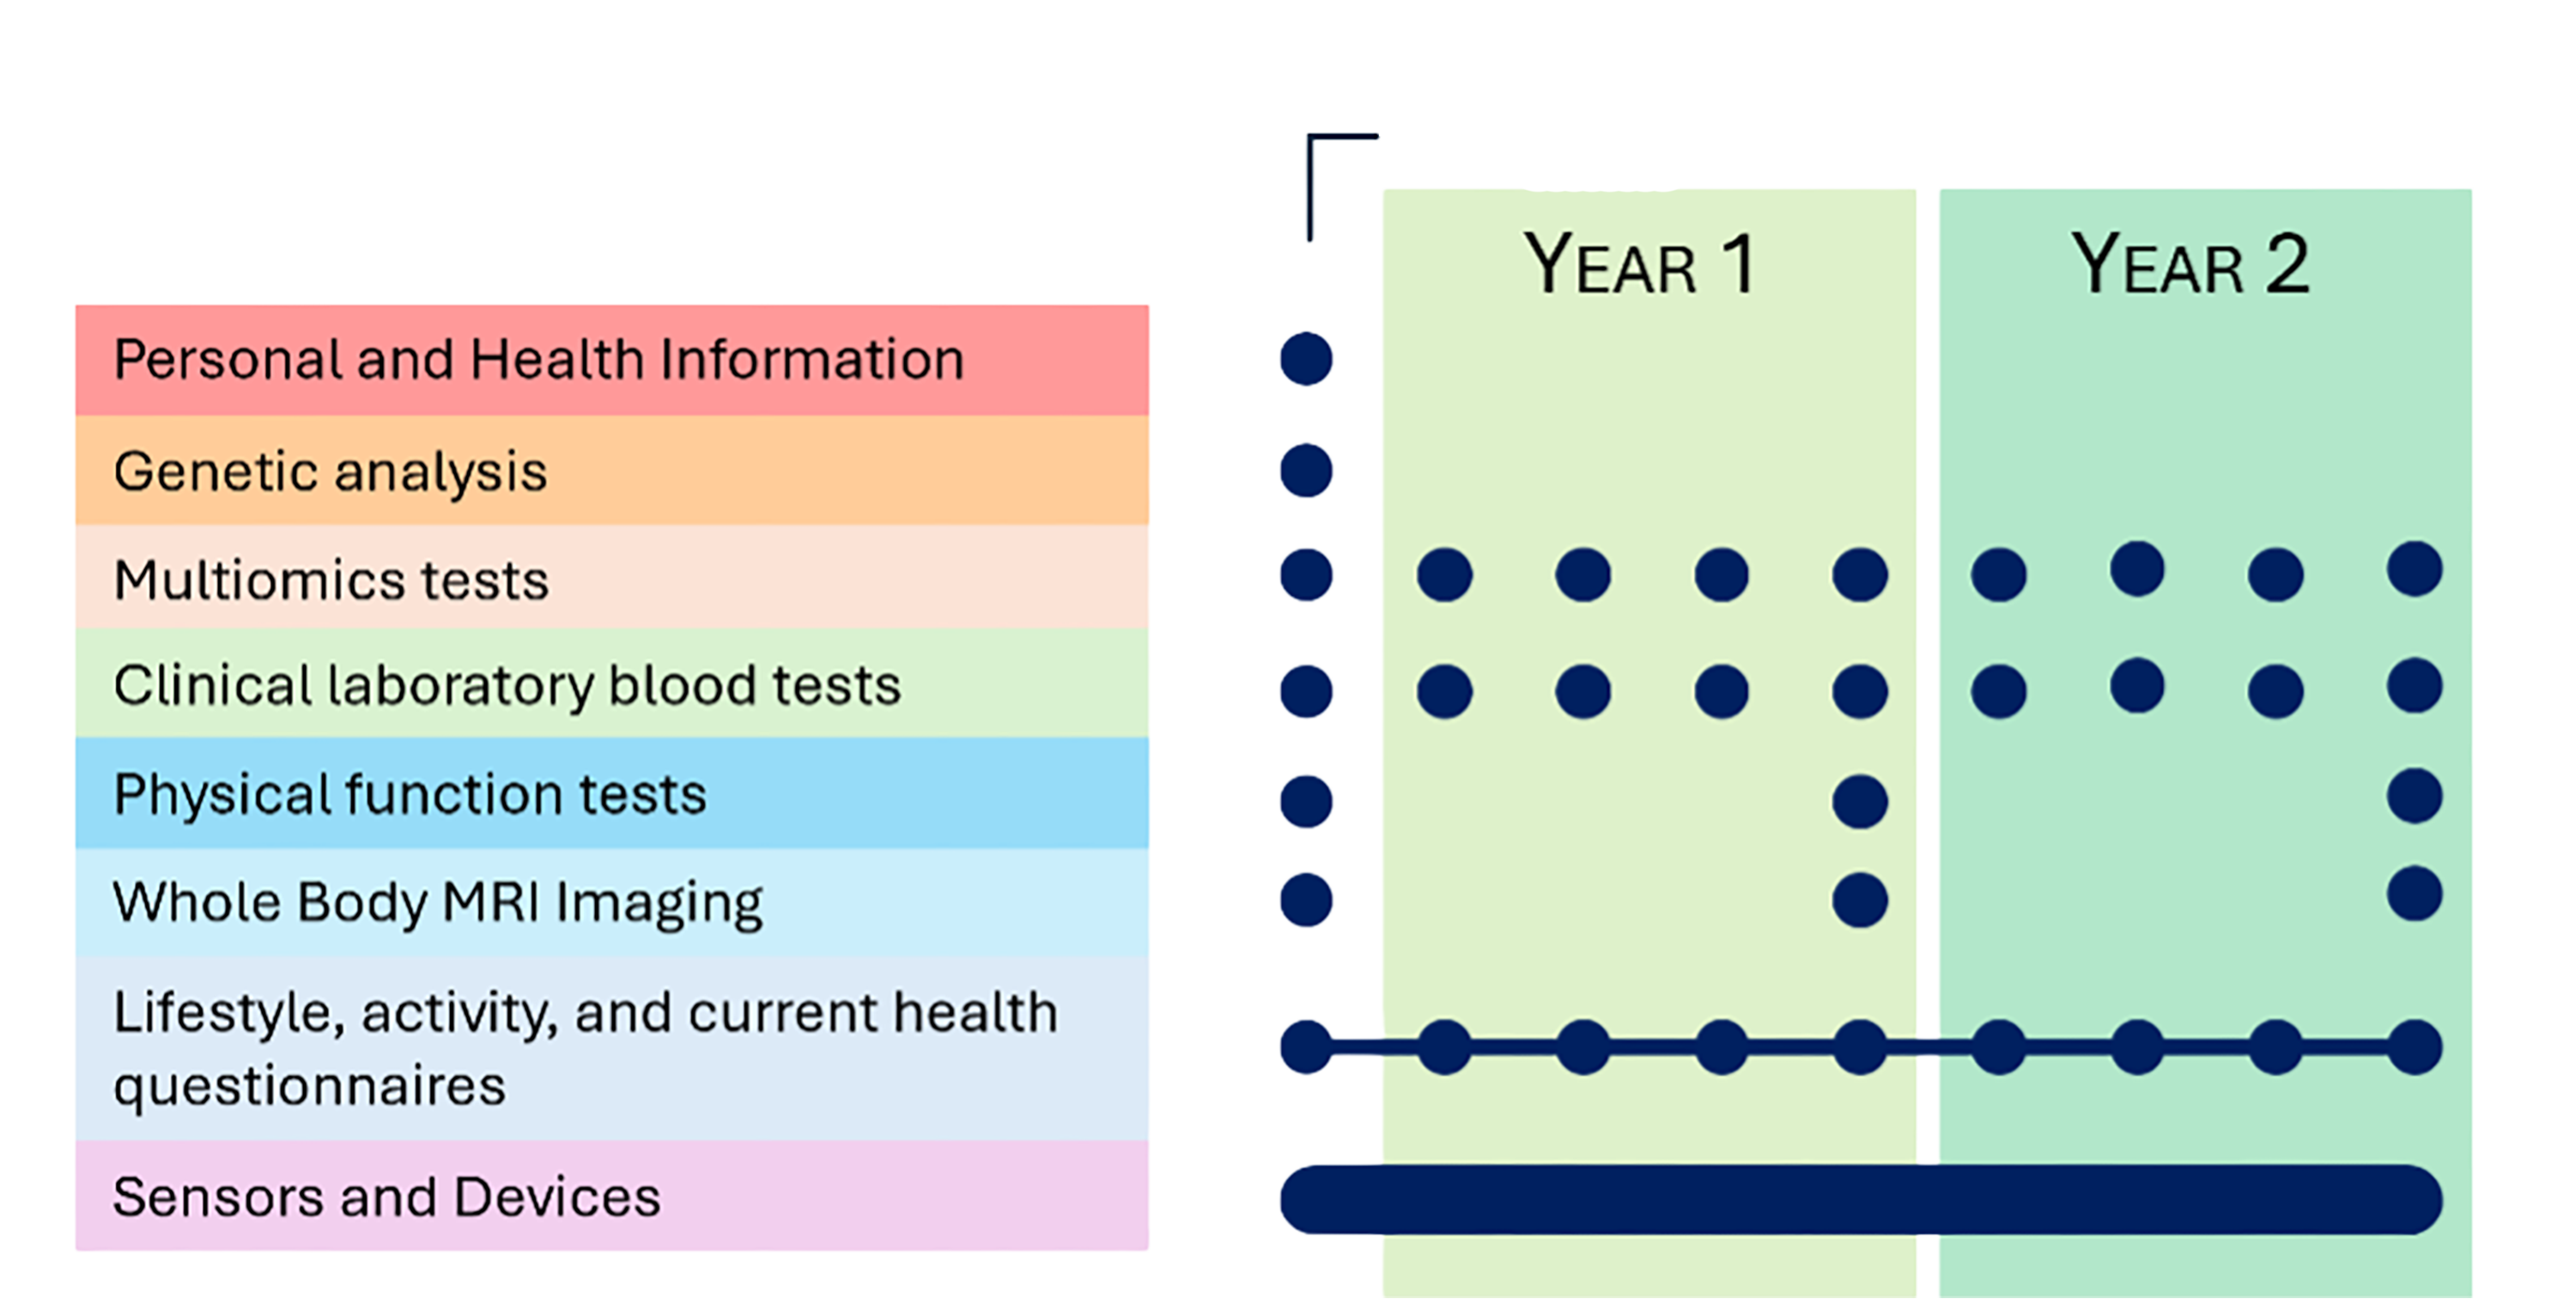 YEAR 1
YEAR 2
Personal and Health Information
Genetic analysis
Multiomics tests
Clinical laboratory blood tests
Physical function tests
Whole Body MRI Imaging
Lifestyle, activity, and current health
questionnaires
Sensors and Devices